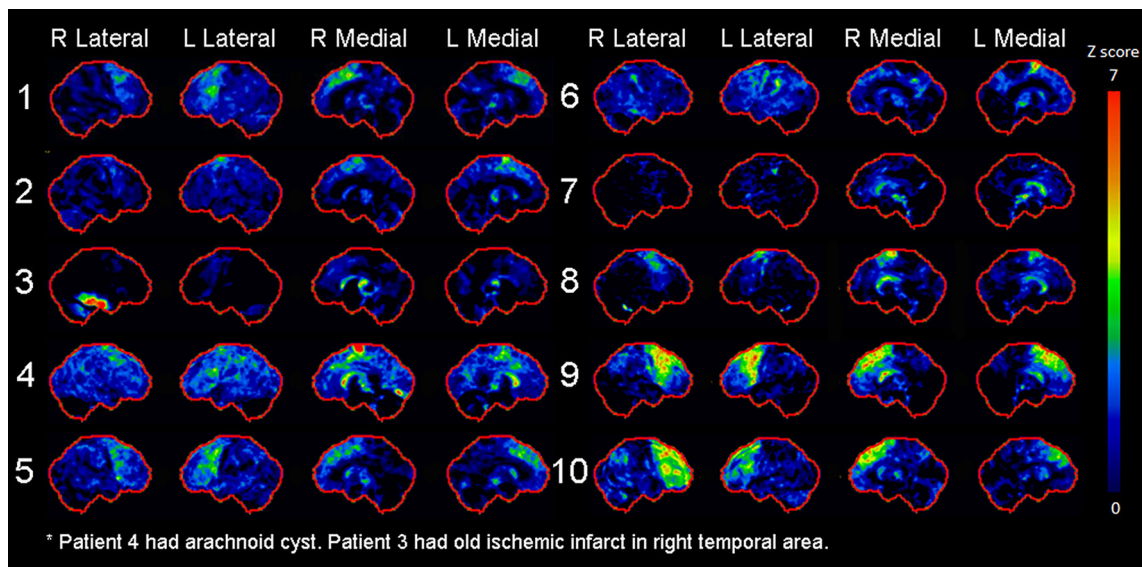 R Lateral L Lateral R Medial L Medial R Lateral L Lateral R Medial L Medial
Z score
7
1 6
2 7
3 8
4 9
5 10
0
* Patient 4 had arachnoid cyst. Patient 3 had old ischemic infarct in right temporal area.